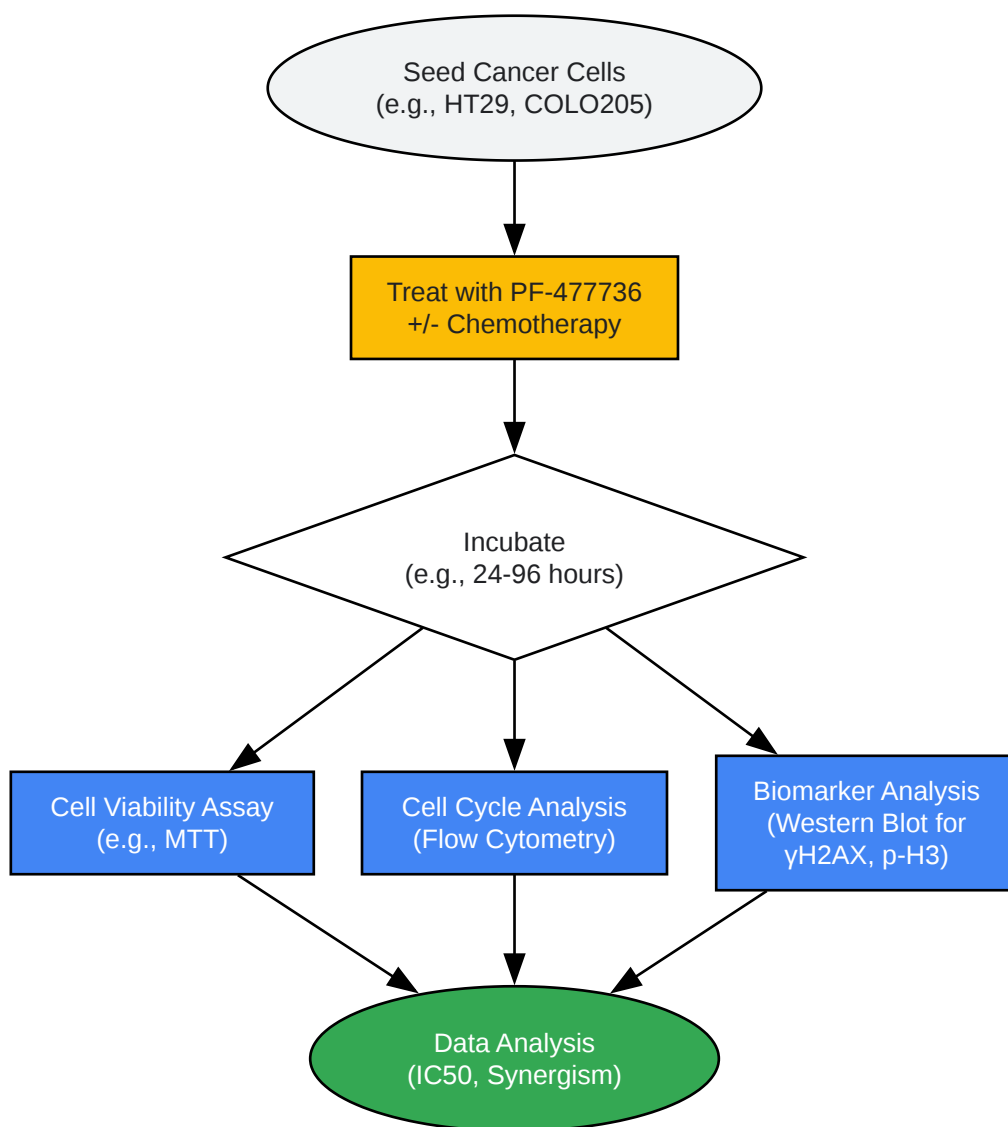 Seed Cancer Cells
(e.g., HT29, COLO205)
Treat with PF-477736
+/- Chemotherapy
Incubate
(e.g., 24-96 hours)
Cell Viability Assay
(e.g., MTT)
Cell Cycle Analysis
(Flow Cytometry)
Biomarker Analysis
(Western Blot for
γH2AX, p-H3)
Data Analysis
(IC50, Synergism)